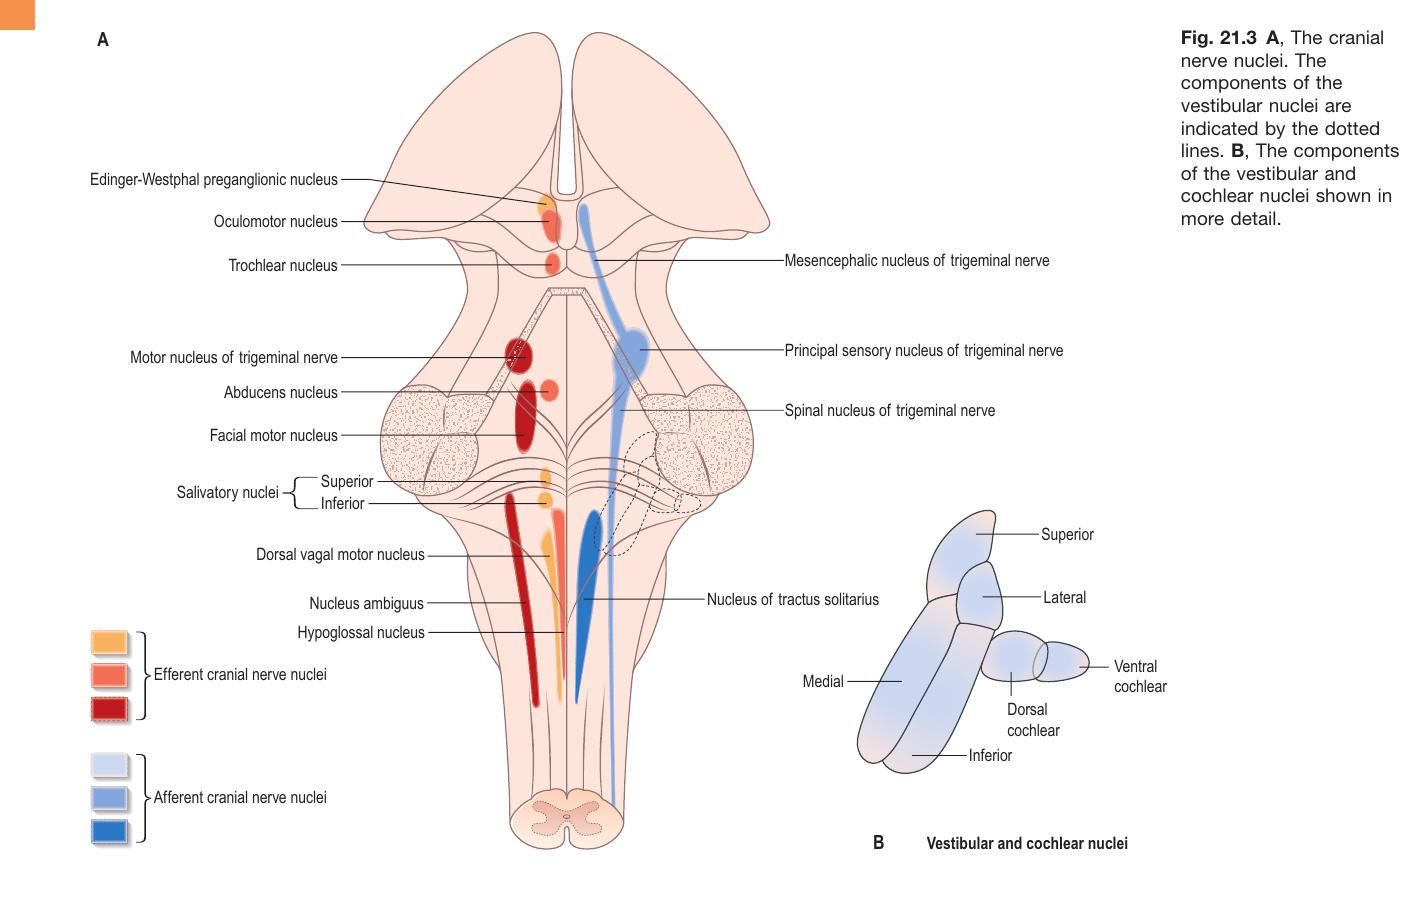 A
Fig. 21.3 A, The cranial
nerve nuclei. The
components of the
vestibular nuclei are
indicated by the dotted
lines. B, The components
of the vestibular and
cochlear nuclei shown in
more detail.
Edinger-Westphal preganglionic nucleus
Oculomotor nucleus
Trochlear nucleus
Mesencephalic nucleus of trigeminal nerve
Motor nucleus of trigeminal nerve
Principal sensory nucleus of trigeminal nerve
Abducens nucleus
Spinal nucleus of trigeminal nerve
Facial motor nucleus
Salivatory nuclei
Superior
Inferior
Dorsal vagal motor nucleus
Nucleus ambiguus
Nucleus of tractus solitarius
Hypoglossal nucleus
Efferent cranial nerve nuclei
Afferent cranial nerve nuclei
Superior
Lateral
Medial
Ventral
cochlear
Dorsal
cochlear
Inferior
B Vestibular and cochlear nuclei